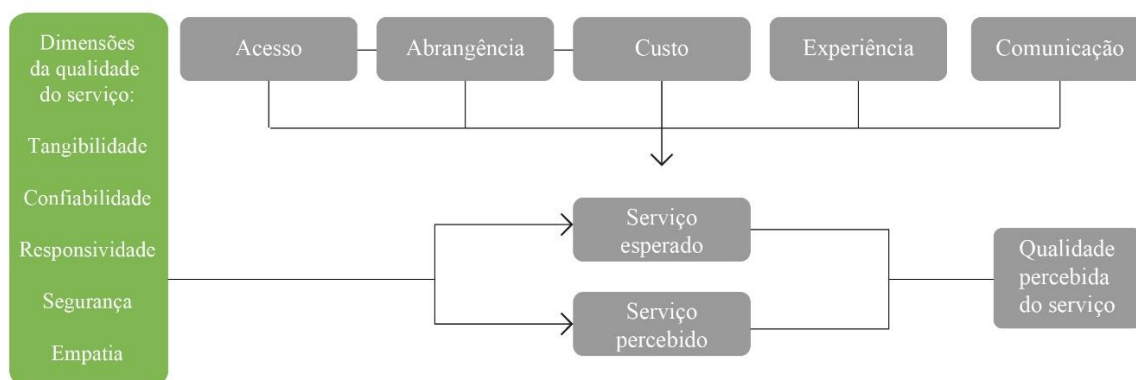 Dimensões
da qualidade
do serviço:
Tangibilidade
Confiabilidade
Responsividade
Segurança
Empatia
Acesso
Abrangência
Custo
Experiência
Comunicação
Serviço
esperado
Serviço
percebido
Qualidade
percebida
do serviço